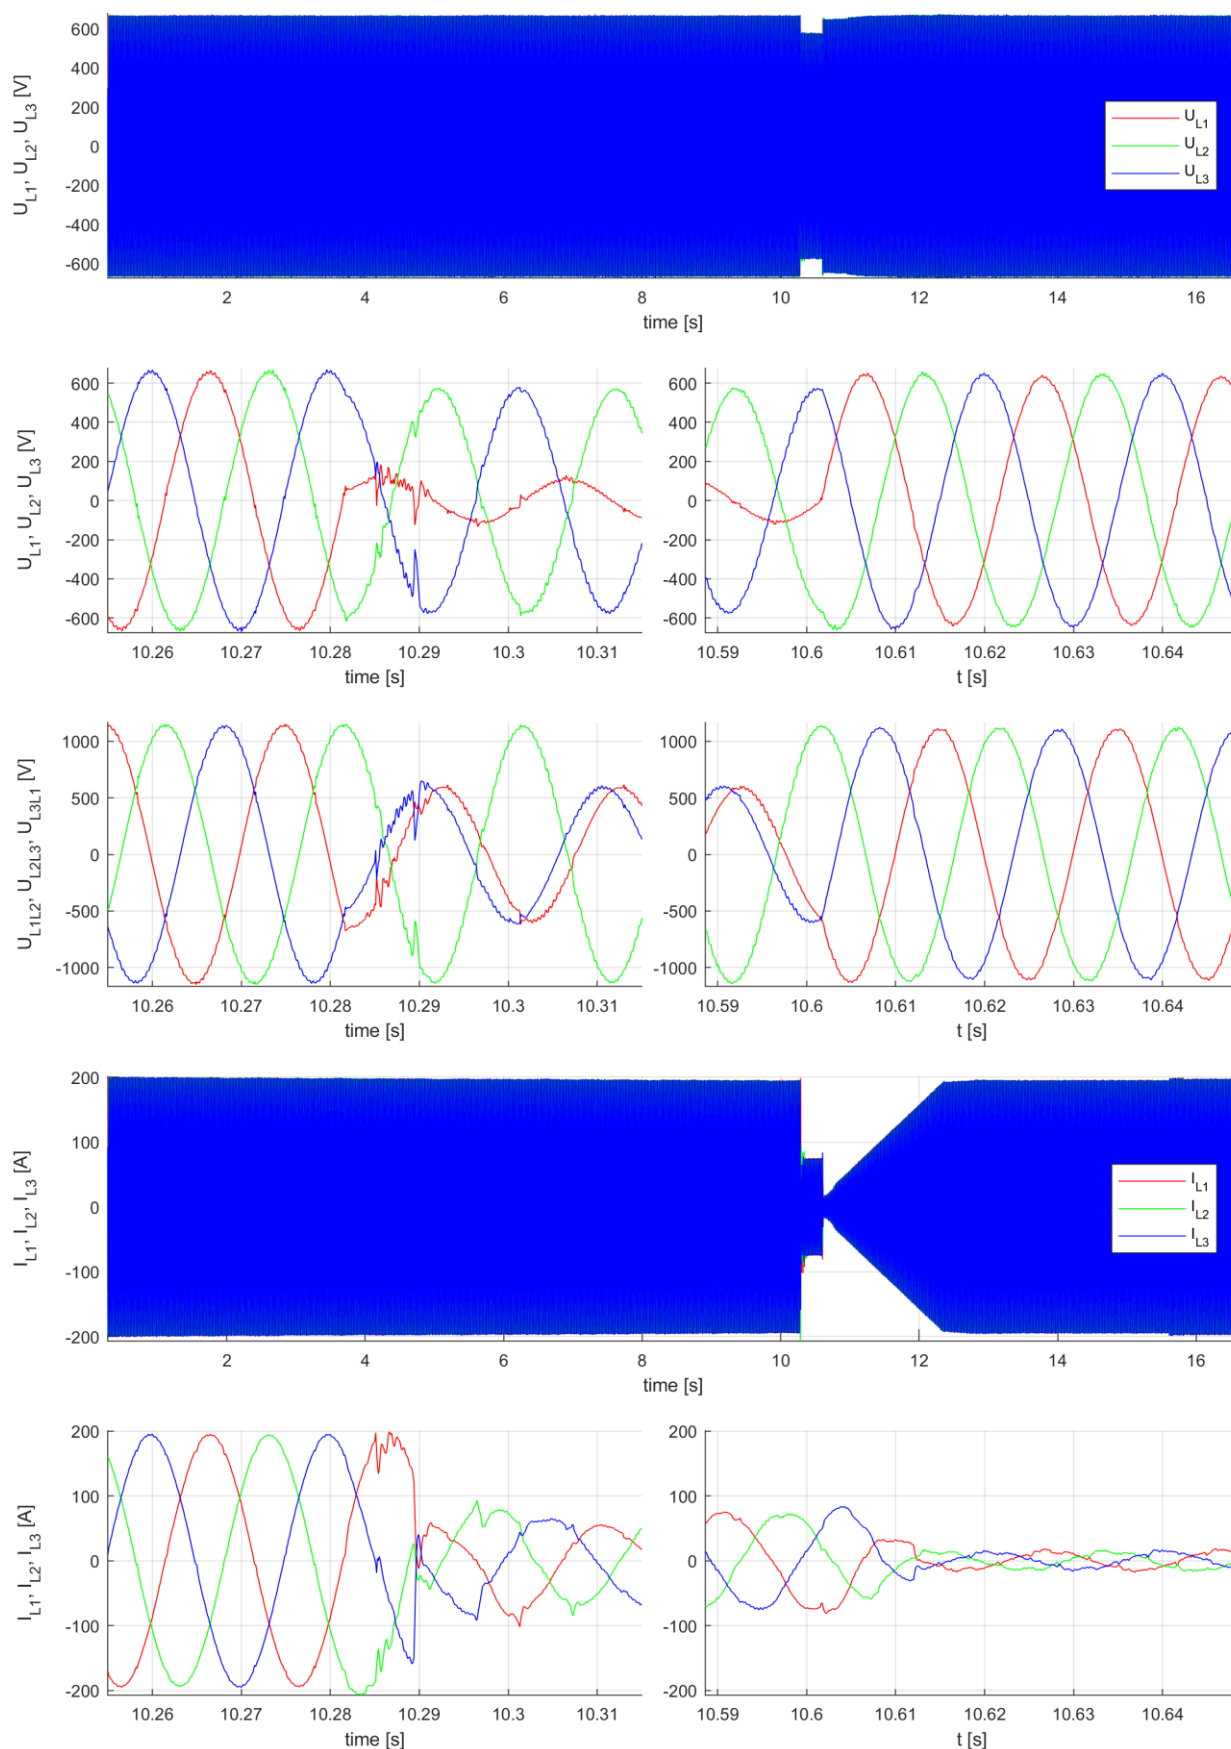 U_L1, U_L2, U_L3 [V]
600
400
200
0
-200
-400
-600
2 4 6 8 10 12 14 16
time [s]
U_L1
U_L2
U_L3
U_L1, U_L2, U_L3 [V]
600
400
200
0
-200
-400
-600
10.26 10.27 10.28 10.29 10.3 10.31
time [s]
600
400
200
0
-200
-400
-600
10.59 10.6 10.61 10.62 10.63 10.64
t [s]
U_L1L2, U_L2L3, U_L3L1 [V]
1000
500
0
-500
-1000
10.26 10.27 10.28 10.29 10.3 10.31
time [s]
1000
500
0
-500
-1000
10.59 10.6 10.61 10.62 10.63 10.64
t [s]
I_L1, I_L2, I_L3 [A]
200
100
0
-100
-200
2 4 6 8 10 12 14 16
time [s]
I_L1
I_L2
I_L3
I_L1, I_L2, I_L3 [A]
200
100
0
-100
-200
10.26 10.27 10.28 10.29 10.3 10.31
time [s]
200
100
0
-100
-200
10.59 10.6 10.61 10.62 10.63 10.64
t [s]